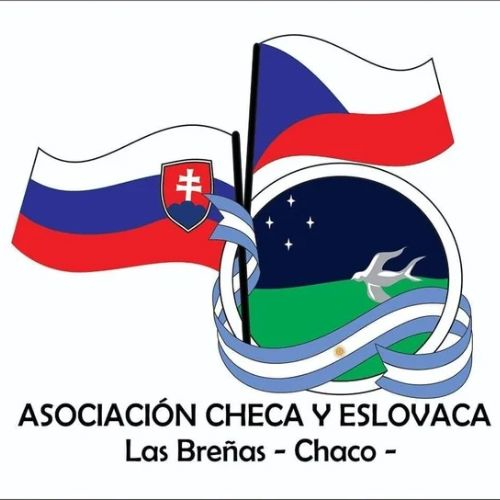 ASOCIACIÓN CHECA Y ESLOVACA
Las Breñas - Chaco -